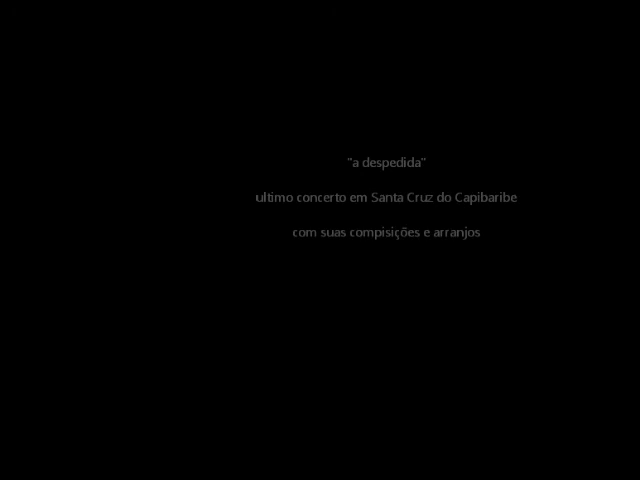 "a despedida"
ultimo concerto em Santa Cruz do Capibaribe
com suas compisições e arranjos